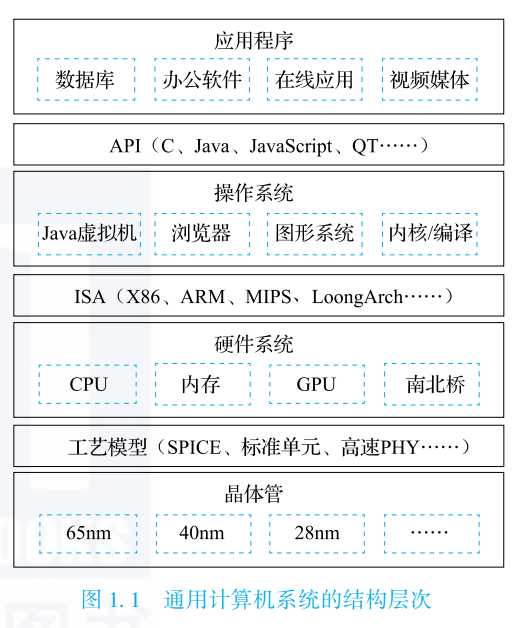 应用程序
数据库 办公软件 在线应用 视频媒体
API（C、Java、JavaScript、QT……）
操作系统
Java虚拟机 浏览器 图形系统 内核/编译
ISA（X86、ARM、MIPS、LoongArch……）
硬件系统
CPU 内存 GPU 南北桥
工艺模型（SPICE、标准单元、高速PHY……）
晶体管
65nm 40nm 28nm ……
图 1.1 通用计算机系统的结构层次